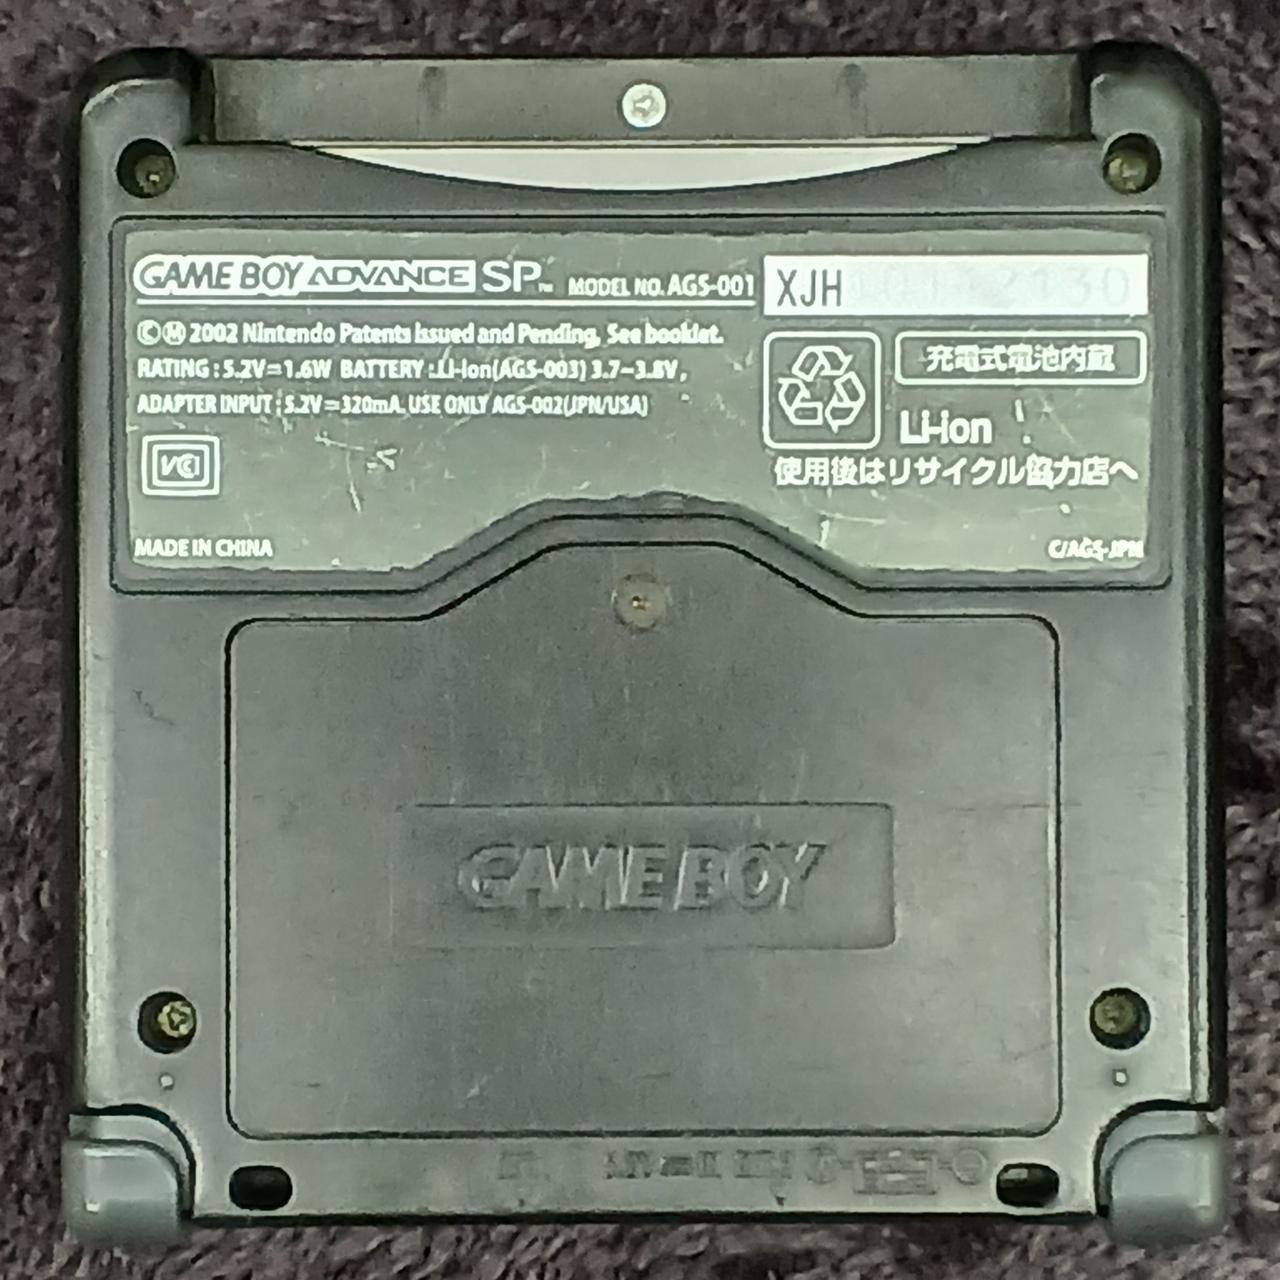 GAME BOY ADVANCE SP™ MODEL NO. AGS-001
XJH
©Ⓜ 2002 Nintendo Patents Issued and Pending, See booklet.
RATING : 5.2V=1.6W BATTERY : Li-ion(AGS-003) 3.7-3.8V,
ADAPTER INPUT : 5.2V=320mA. USE ONLY AGS-002(JPN/USA)
VCI
MADE IN CHINA
充電式電池内蔵
Li-ion
使用後はリサイクル協力店へ
C/AGS-JPN
GAME BOY